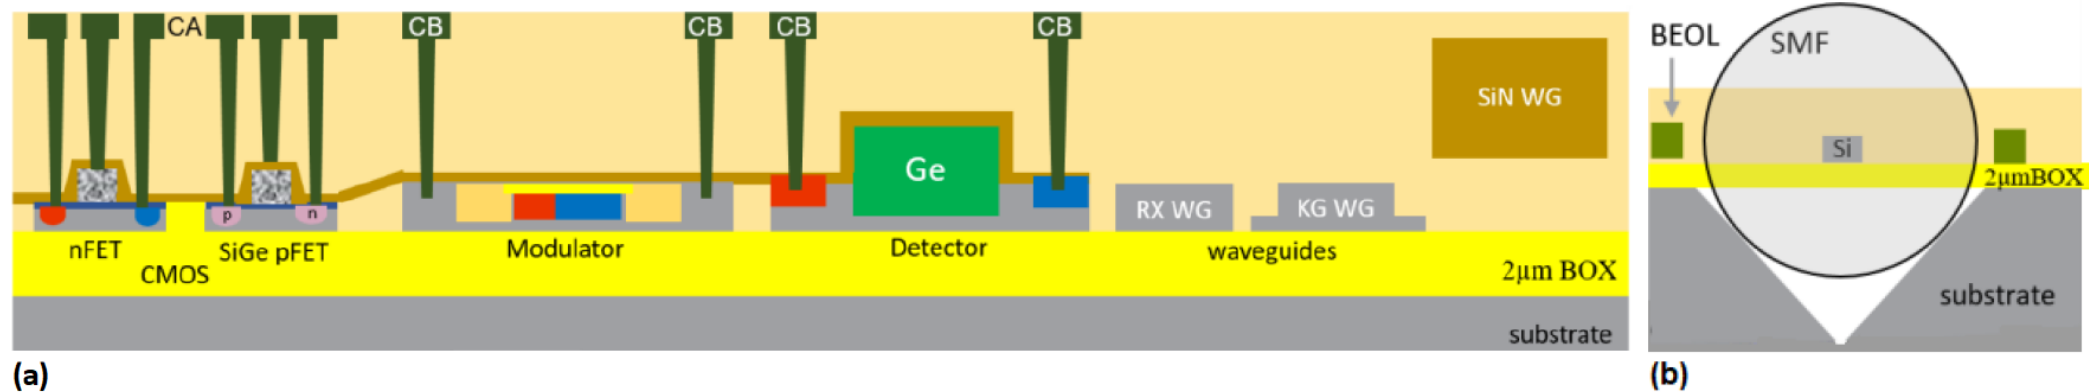 CA
CB
CB
CB
CB
SiN WG
Ge
p
n
RX WG
KG WG
nFET
SiGe pFET
Modulator
Detector
waveguides
CMOS
2μm BOX
substrate
(a)
BEOL
SMF
Si
2μmBOX
substrate
(b)